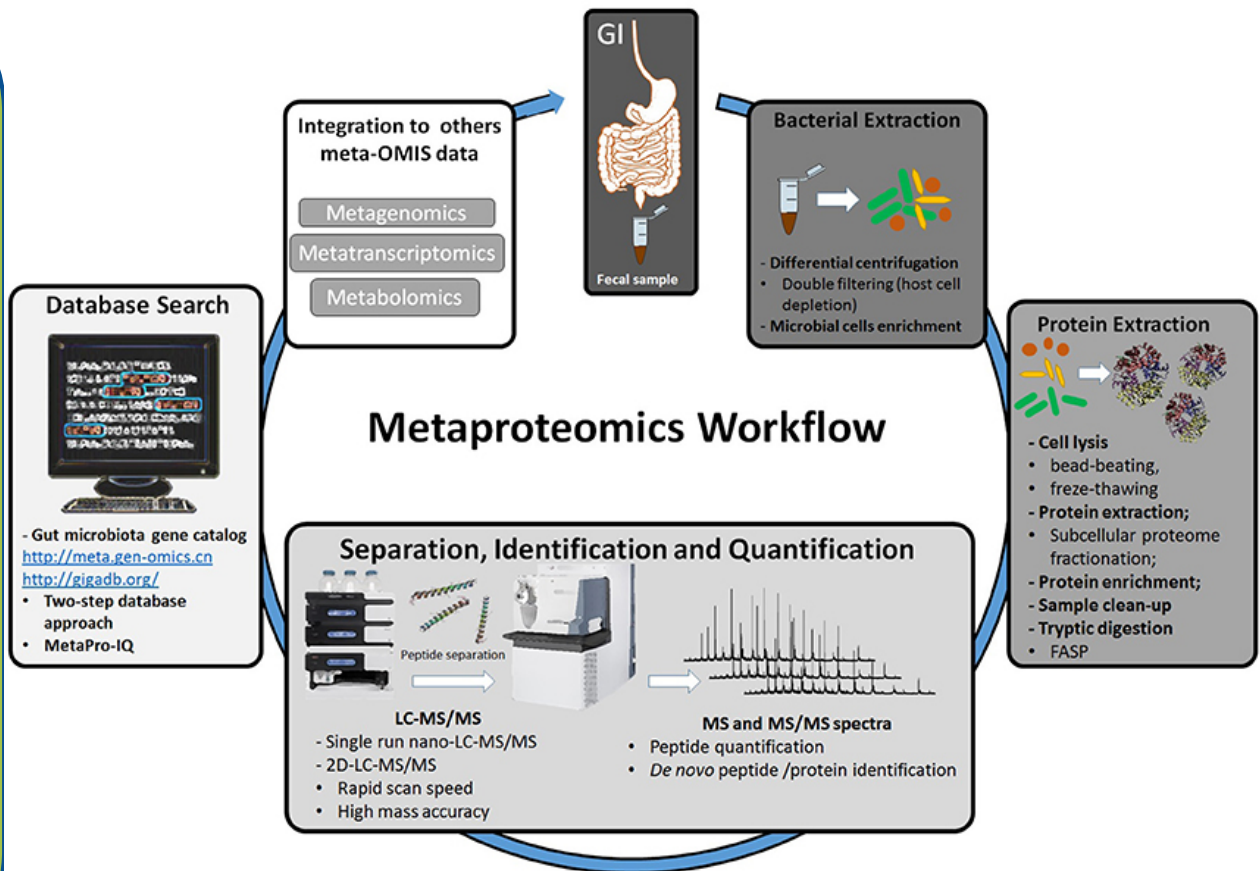 GI
Fecal sample
Bacterial Extraction
- Differential centrifugation
• Double filtering (host cell
depletion)
- Microbial cells enrichment
Protein Extraction
- Cell lysis
• bead-beating,
• freze-thawing
- Protein extraction;
• Subcellular proteome
fractionation;
- Protein enrichment;
- Sample clean-up
- Tryptic digestion
• FASP
Separation, Identification and Quantification
Peptide separation
LC-MS/MS
- Single run nano-LC-MS/MS
- 2D-LC-MS/MS
• Rapid scan speed
• High mass accuracy
MS and MS/MS spectra
• Peptide quantification
• De novo peptide /protein identification
Database Search
- Gut microbiota gene catalog
http://meta.gen-omics.cn
http://gigadb.org/
• Two-step database
approach
• MetaPro-IQ
Integration to others
meta-OMIS data
Metagenomics
Metatranscriptomics
Metabolomics
Metaproteomics Workflow